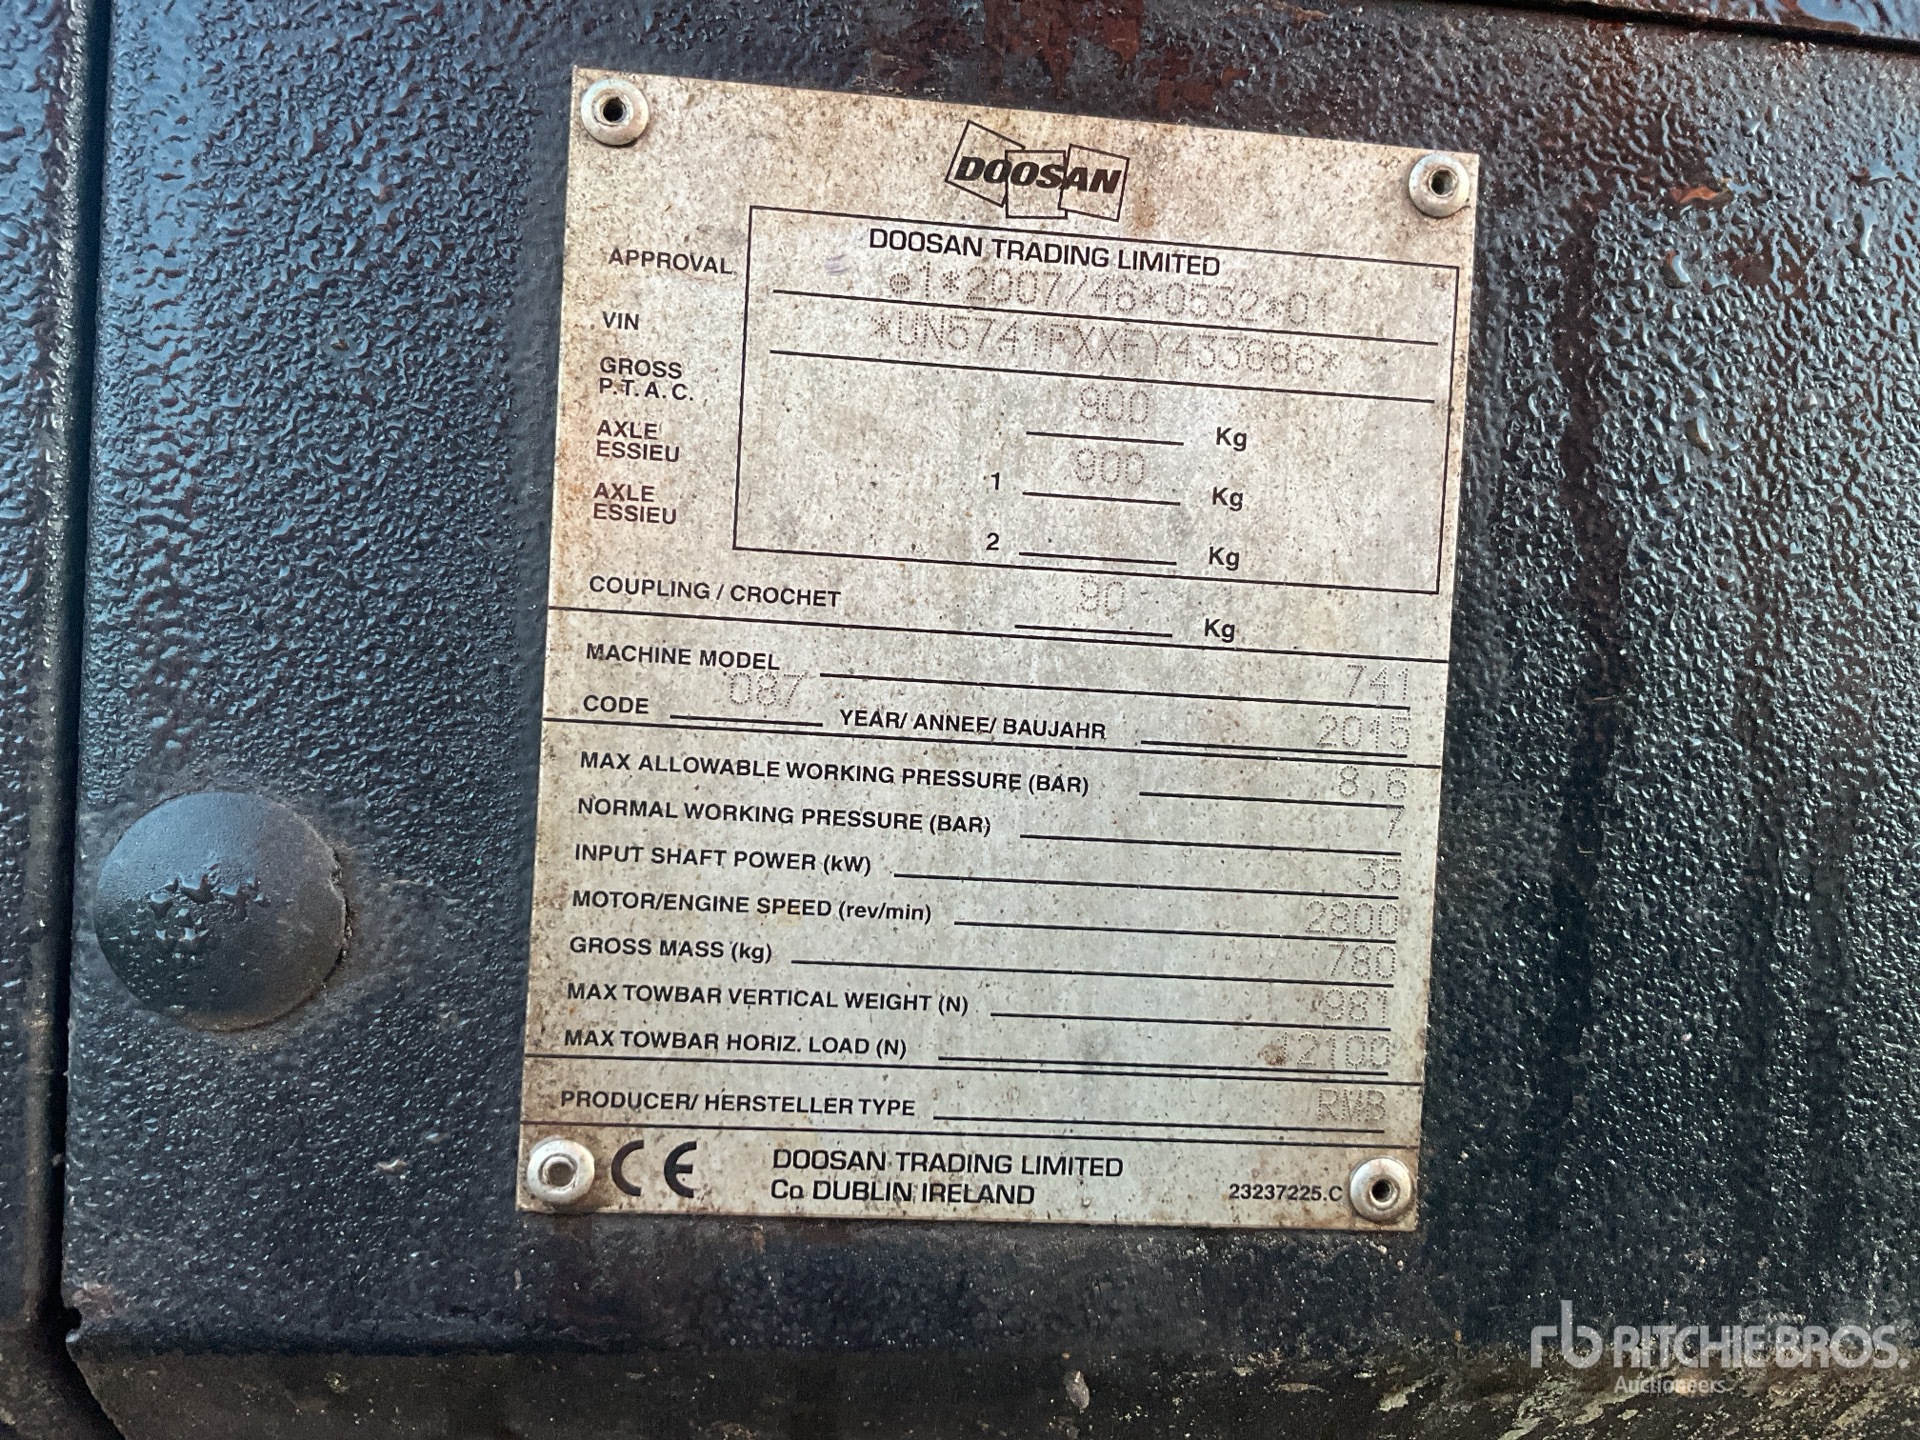 DOOSAN
DOOSAN TRADING LIMITED
APPROVAL e1*2007/46*0532*01
VIN *UN5741FXXFY433686*
GROSS P.T.A.C. 900 Kg
AXLE ESSIEU 1 900 Kg
AXLE ESSIEU 2 Kg
COUPLING / CROCHET 90 Kg
MACHINE MODEL 741
CODE 087 YEAR/ ANNEE/ BAUJAHR 2015
MAX ALLOWABLE WORKING PRESSURE (BAR) 8,6
NORMAL WORKING PRESSURE (BAR) 7
INPUT SHAFT POWER (kW) 35
MOTOR/ENGINE SPEED (rev/min) 2800
GROSS MASS (kg) 780
MAX TOWBAR VERTICAL WEIGHT (N) 981
MAX TOWBAR HORIZ. LOAD (N) 12100
PRODUCER/ HERSTELLER TYPE RMB
CE DOOSAN TRADING LIMITED
Co DUBLIN IRELAND 23237225.C
rb RITCHIE BROS.
Auctioneers